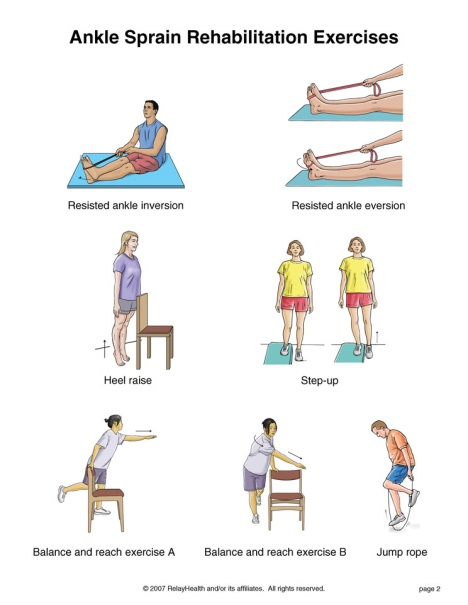 Ankle Sprain Rehabilitation Exercises
Resisted ankle inversion
Resisted ankle eversion
Heel raise
Step-up
Balance and reach exercise A
Balance and reach exercise B
Jump rope
© 2007 RelayHealth and/or its affiliates. All rights reserved.
page 2